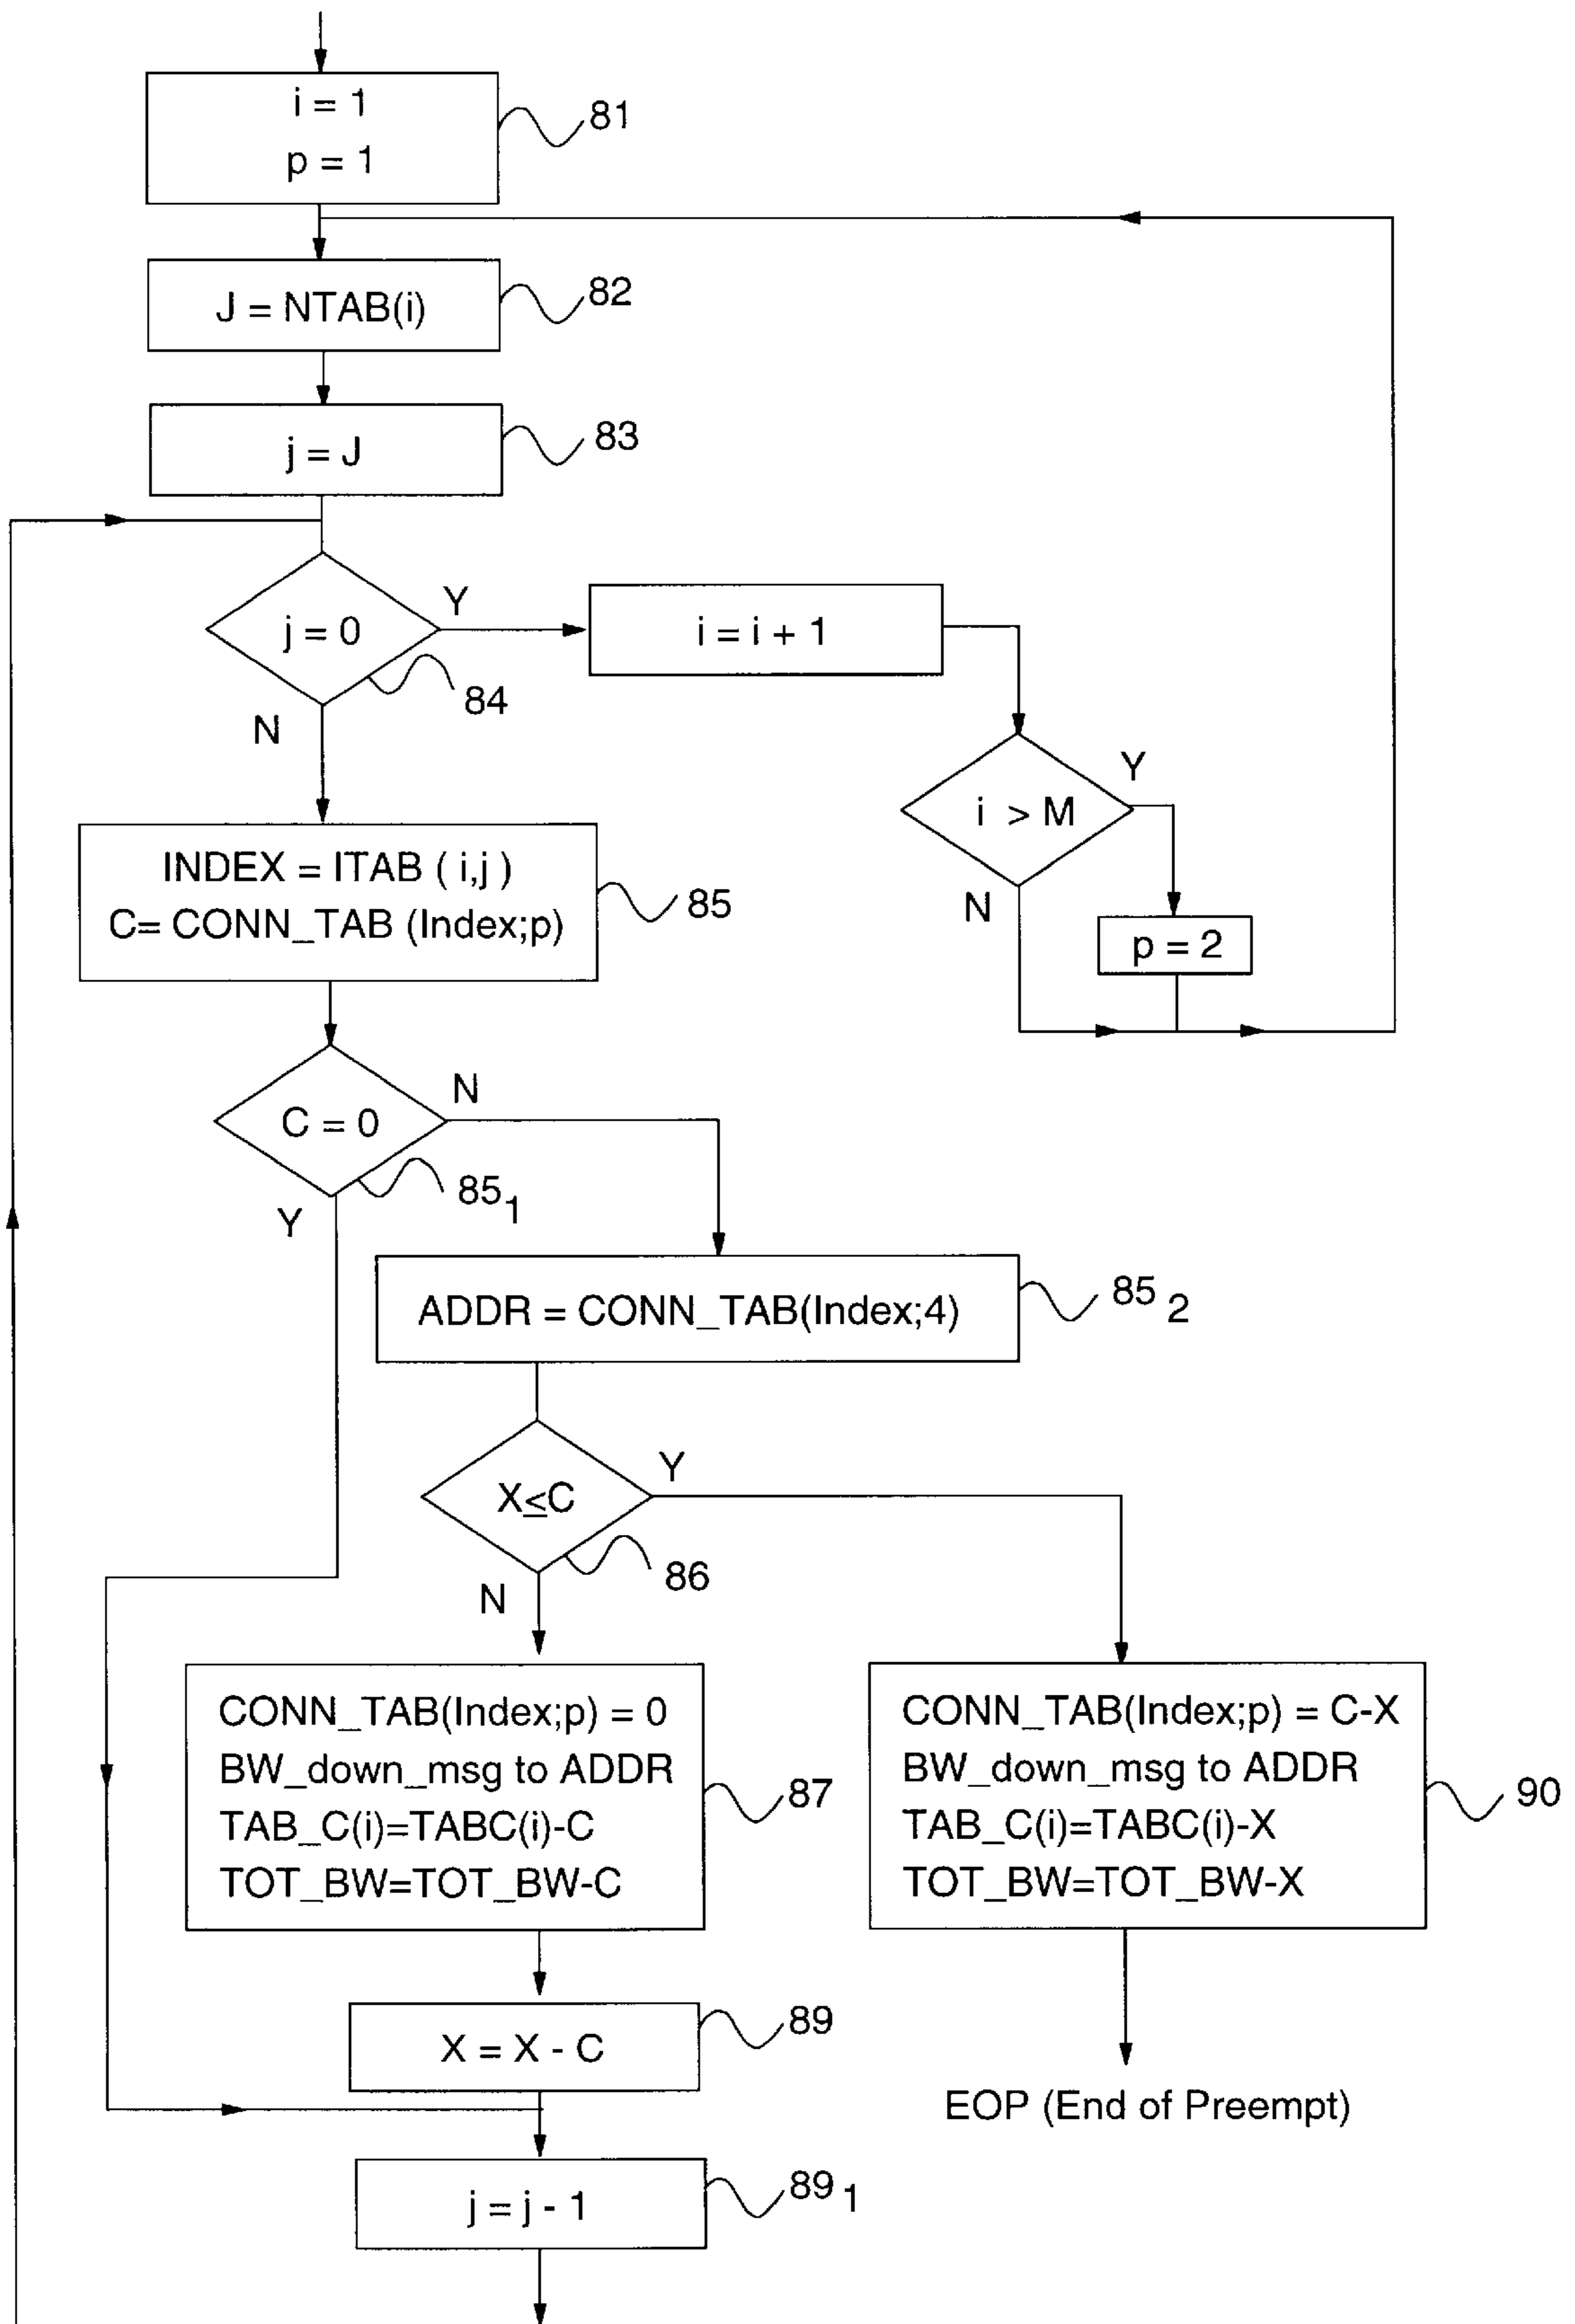 i = 1
p = 1
81
J = NTAB(i)
82
j = J
83
j = 0
Y
84
N
i = i + 1
i > M
Y
N
p = 2
INDEX = ITAB ( i,j )
C= CONN_TAB (Index;p)
85
C = 0
N
85 1
Y
ADDR = CONN_TAB(Index;4)
85 2
X≤C
Y
86
N
CONN_TAB(Index;p) = 0
BW_down_msg to ADDR
TAB_C(i)=TABC(i)-C
TOT_BW=TOT_BW-C
87
CONN_TAB(Index;p) = C-X
BW_down_msg to ADDR
TAB_C(i)=TABC(i)-X
TOT_BW=TOT_BW-X
90
X = X - C
89
EOP (End of Preempt)
j = j - 1
89 1